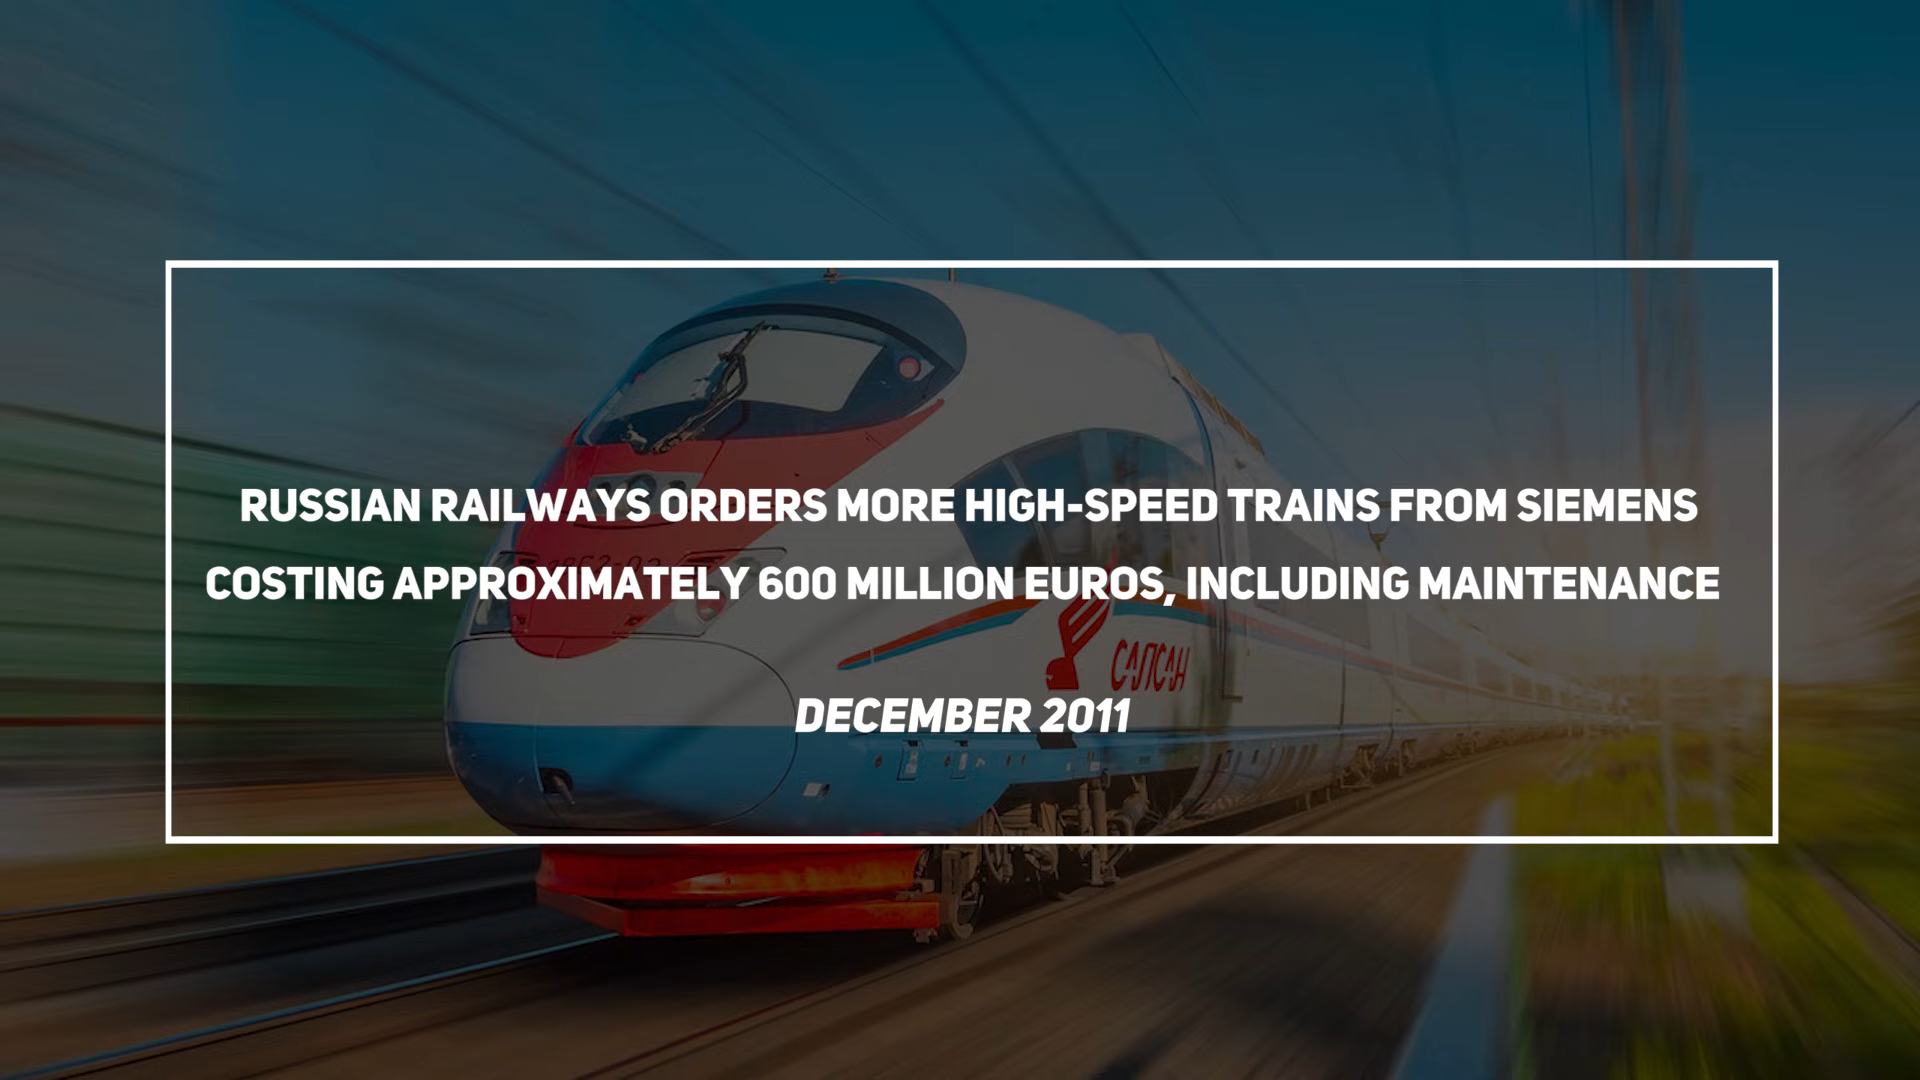 RUSSIAN RAILWAYS ORDERS MORE HIGH-SPEED TRAINS FROM SIEMENS
COSTING APPROXIMATELY 600 MILLION EUROS, INCLUDING MAINTENANCE
САПСАН
DECEMBER 2011